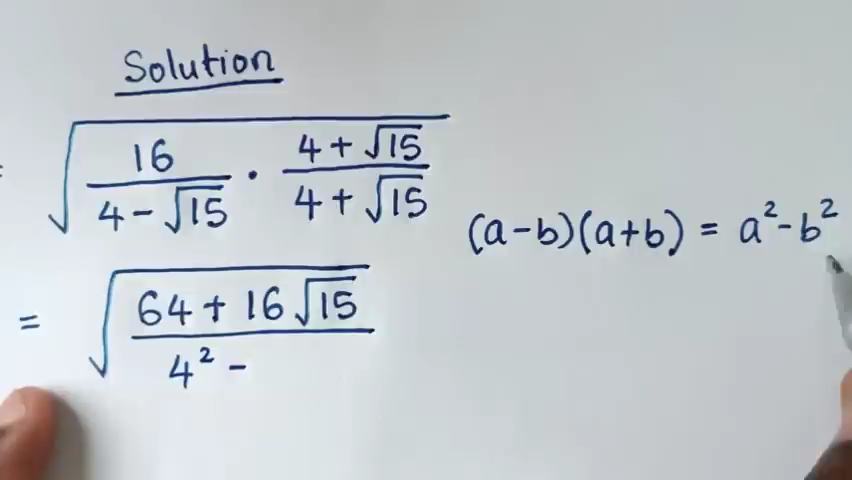 Solution
= √(16/(4 - √15) · (4 + √15)/(4 + √15))
(a - b)(a + b) = a² - b²
= √((64 + 16√15)/(4² -